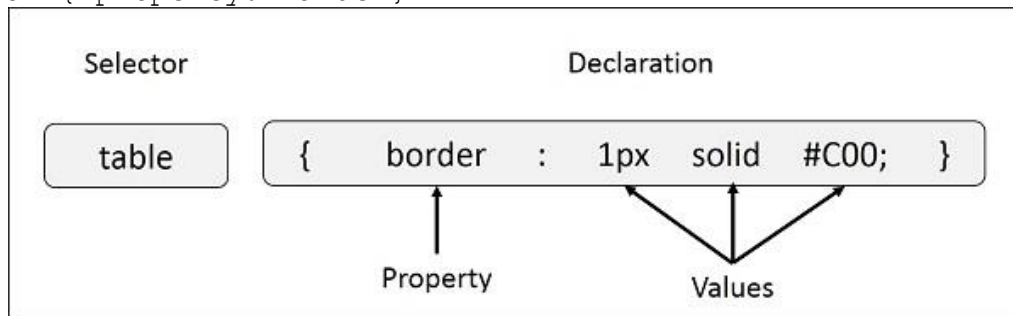 Selector Declaration
table { border : 1px solid #C00; }
Property Values